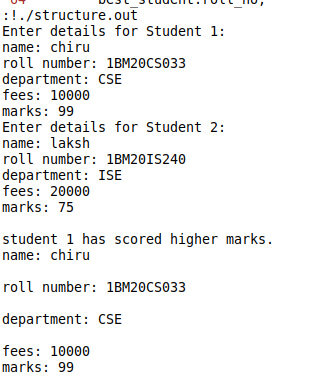 64 best_student.roll_no,
:!./structure.out
Enter details for Student 1:
name: chiru
roll number: 1BM20CS033
department: CSE
fees: 10000
marks: 99
Enter details for Student 2:
name: laksh
roll number: 1BM20IS240
department: ISE
fees: 20000
marks: 75
student 1 has scored higher marks.
name: chiru
roll number: 1BM20CS033
department: CSE
fees: 10000
marks: 99